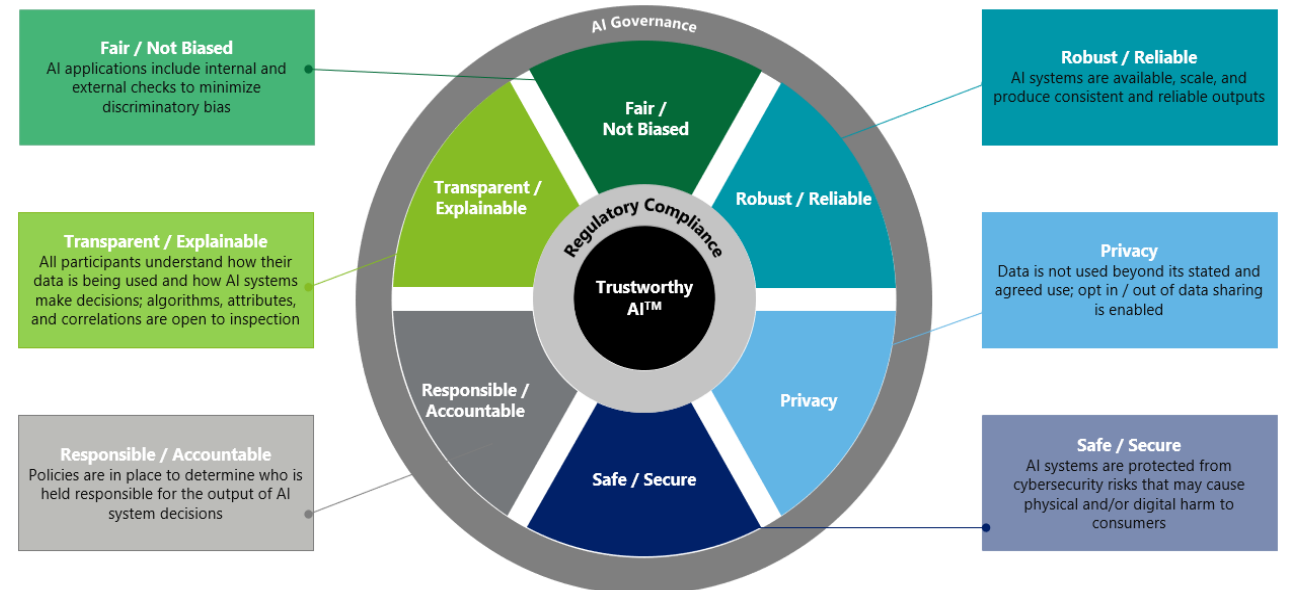 AI Governance
Fair / Not Biased
AI applications include internal and
external checks to minimize
discriminatory bias
Transparent / Explainable
All participants understand how their
data is being used and how AI systems
make decisions; algorithms, attributes,
and correlations are open to inspection
Responsible / Accountable
Policies are in place to determine who is
held responsible for the output of AI
system decisions
Fair /
Not Biased
Transparent /
Explainable
Robust / Reliable
Regulatory Compliance
Trustworthy
AI™
Responsible /
Accountable
Privacy
Safe / Secure
Robust / Reliable
AI systems are available, scale, and
produce consistent and reliable outputs
Privacy
Data is not used beyond its stated and
agreed use; opt in / out of data sharing
is enabled
Safe / Secure
AI systems are protected from
cybersecurity risks that may cause
physical and/or digital harm to
consumers